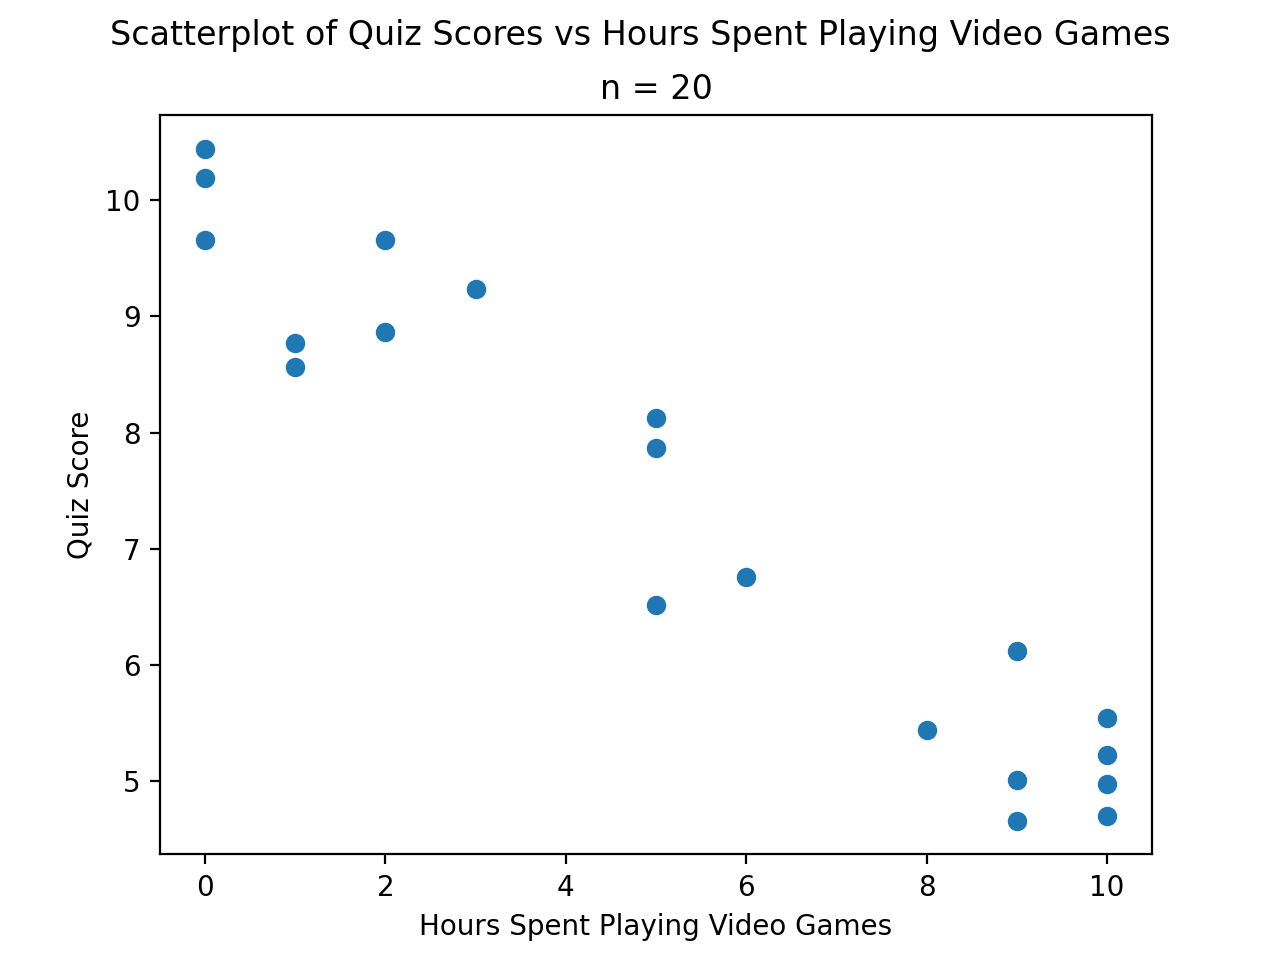 Scatterplot of Quiz Scores vs Hours Spent Playing Video Games
n = 20
10
9
8
7
6
5
Quiz Score
0 2 4 6 8 10
Hours Spent Playing Video Games